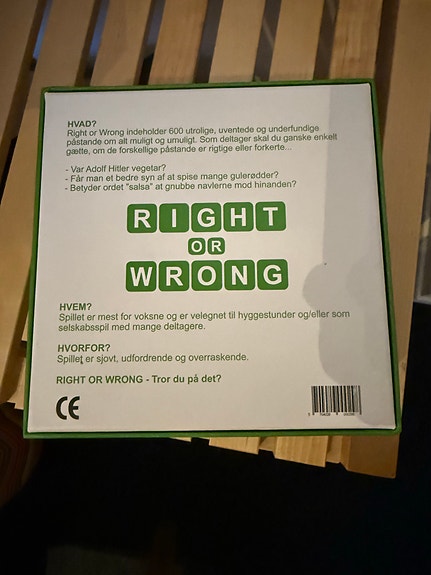 HVAD?
Right or Wrong indeholder 600 utrolige, uventede og underfundige
påstande om alt muligt og umuligt. Som deltager skal du ganske enkelt
gætte, om de forskellige påstande er rigtige eller forkerte...
- Var Adolf Hitler vegetar?
- Får man et bedre syn af at spise mange gulerødder?
- Betyder ordet "salsa" at gnubbe navlerne mod hinanden?
RIGHT
OR
WRONG
HVEM?
Spillet er mest for voksne og er velegnet til hyggestunder og/eller som
selskabsspil med mange deltagere.
HVORFOR?
Spillet er sjovt, udfordrende og overraskende.
RIGHT OR WRONG - Tror du på det?
CE